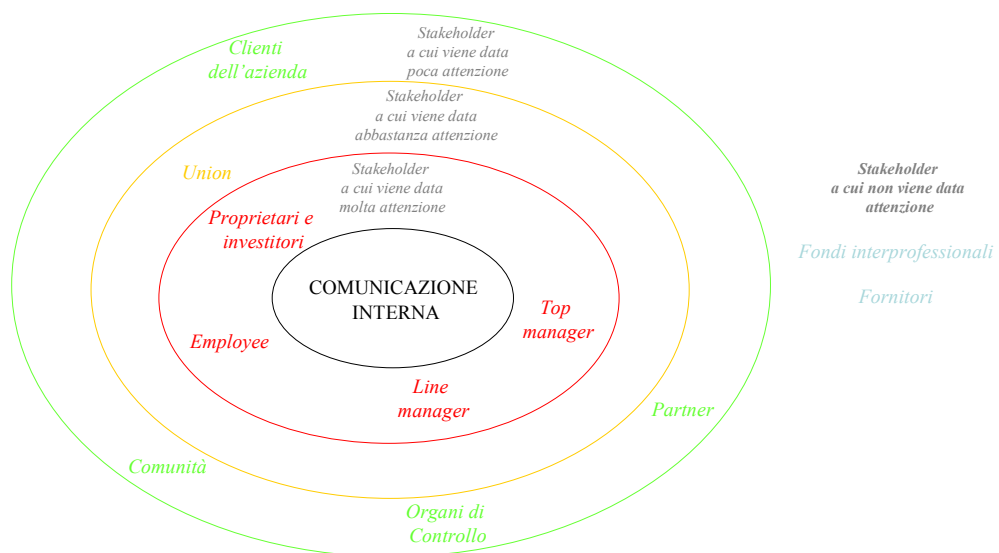 Clienti
dell’azienda
Stakeholder
a cui viene data
poca attenzione
Stakeholder
a cui viene data
abbastanza attenzione
Union
Stakeholder
a cui viene data
molta attenzione
Proprietari e
investitori
COMUNICAZIONE
INTERNA
Top
manager
Employee
Line
manager
Partner
Comunità
Organi di
Controllo
Stakeholder
a cui non viene data
attenzione
Fondi interprofessionali
Fornitori